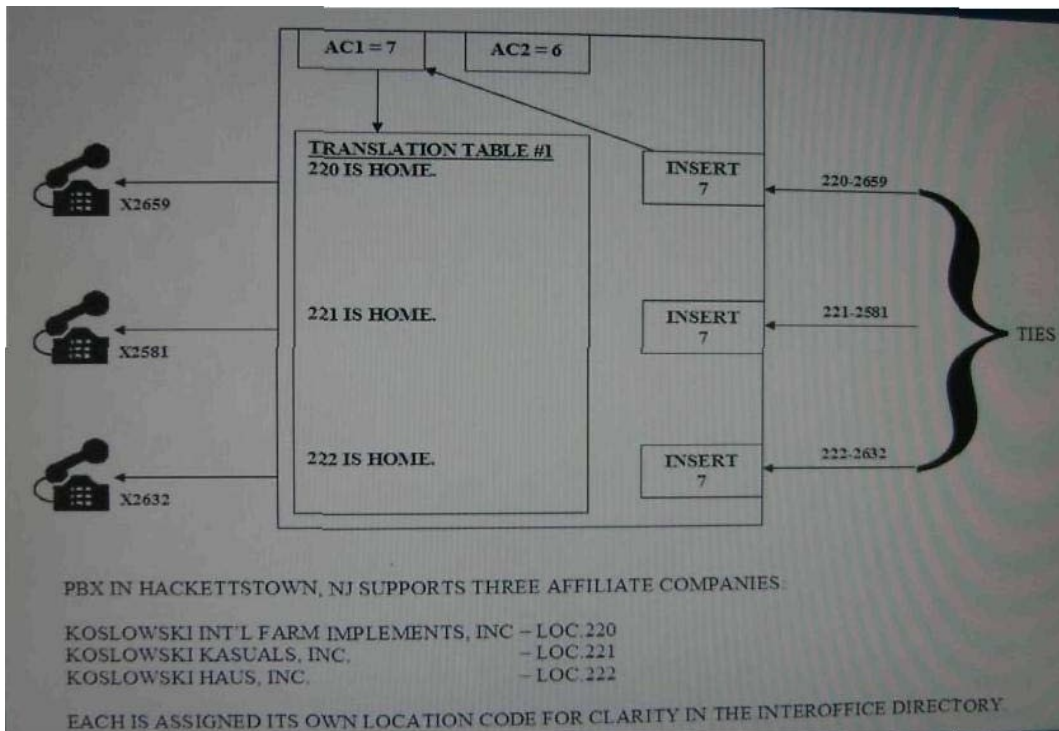 AC1 = 7
AC2 = 6
TRANSLATION TABLE #1
220 IS HOME.
INSERT
7
220-2659
X2659
221 IS HOME.
INSERT
7
221-2581
TIES
X2581
222 IS HOME.
INSERT
7
222-2632
X2632
PBX IN HACKETTSTOWN, NJ SUPPORTS THREE AFFILIATE COMPANIES:
KOSLOWSKI INT'L FARM IMPLEMENTS, INC – LOC.220
KOSLOWSKI KASUALS, INC. – LOC.221
KOSLOWSKI HAUS, INC. – LOC.222
EACH IS ASSIGNED ITS OWN LOCATION CODE FOR CLARITY IN THE INTEROFFICE DIRECTORY.